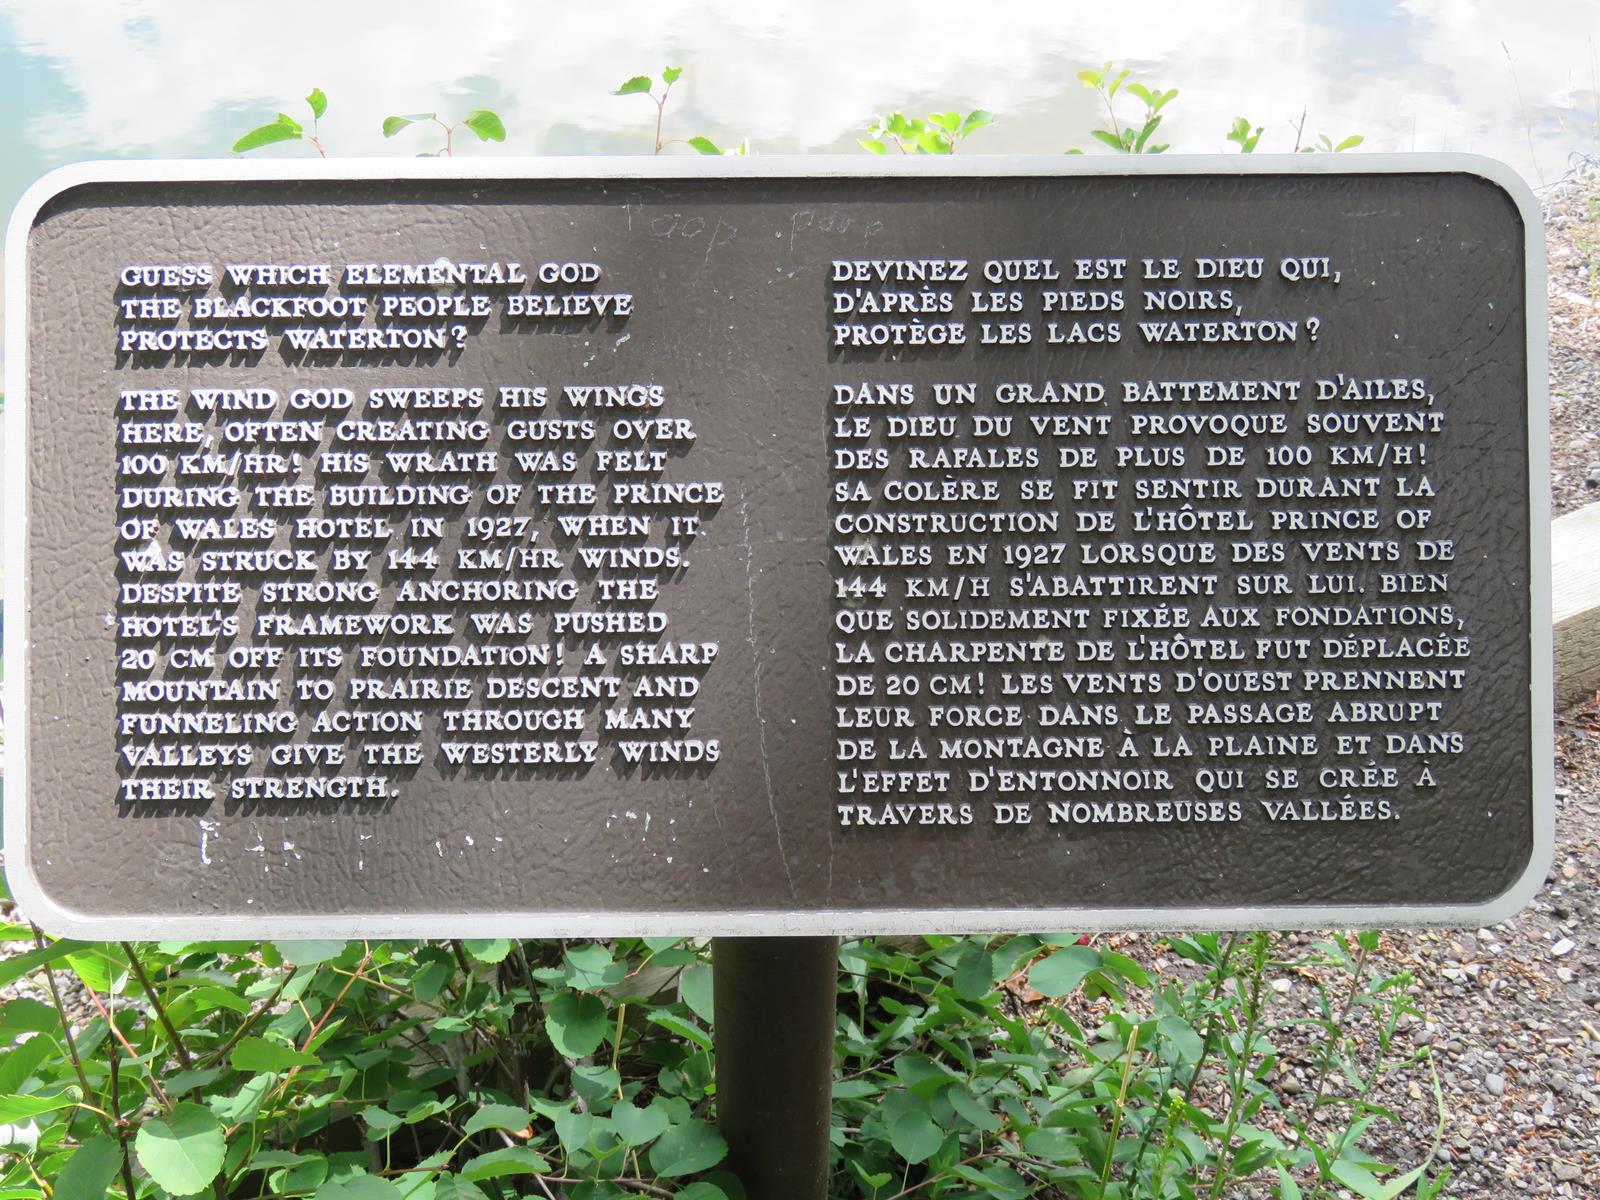 GUESS WHICH ELEMENTAL GOD
THE BLACKFOOT PEOPLE BELIEVE
PROTECTS WATERTON?
THE WIND GOD SWEEPS HIS WINGS
HERE, OFTEN CREATING GUSTS OVER
100 KM/HR! HIS WRATH WAS FELT
DURING THE BUILDING OF THE PRINCE
OF WALES HOTEL IN 1927, WHEN IT
WAS STRUCK BY 144 KM/HR WINDS.
DESPITE STRONG ANCHORING THE
HOTEL'S FRAMEWORK WAS PUSHED
20 CM OFF ITS FOUNDATION! A SHARP
MOUNTAIN TO PRAIRIE DESCENT AND
FUNNELING ACTION THROUGH MANY
VALLEYS GIVE THE WESTERLY WINDS
THEIR STRENGTH.
DEVINEZ QUEL EST LE DIEU QUI,
D'APRÈS LES PIEDS NOIRS,
PROTÈGE LES LACS WATERTON?
DANS UN GRAND BATTEMENT D'AILES,
LE DIEU DU VENT PROVOQUE SOUVENT
DES RAFALES DE PLUS DE 100 KM/H!
SA COLÈRE SE FIT SENTIR DURANT LA
CONSTRUCTION DE L'HÔTEL PRINCE OF
WALES EN 1927 LORSQUE DES VENTS DE
144 KM/H S'ABATTIRENT SUR LUI. BIEN
QUE SOLIDEMENT FIXÉE AUX FONDATIONS,
LA CHARPENTE DE L'HÔTEL FUT DÉPLACÉE
DE 20 CM! LES VENTS D'OUEST PRENNENT
LEUR FORCE DANS LE PASSAGE ABRUPT
DE LA MONTAGNE À LA PLAINE ET DANS
L'EFFET D'ENTONNOIR QUI SE CRÉE À
TRAVERS DE NOMBREUSES VALLÉES.